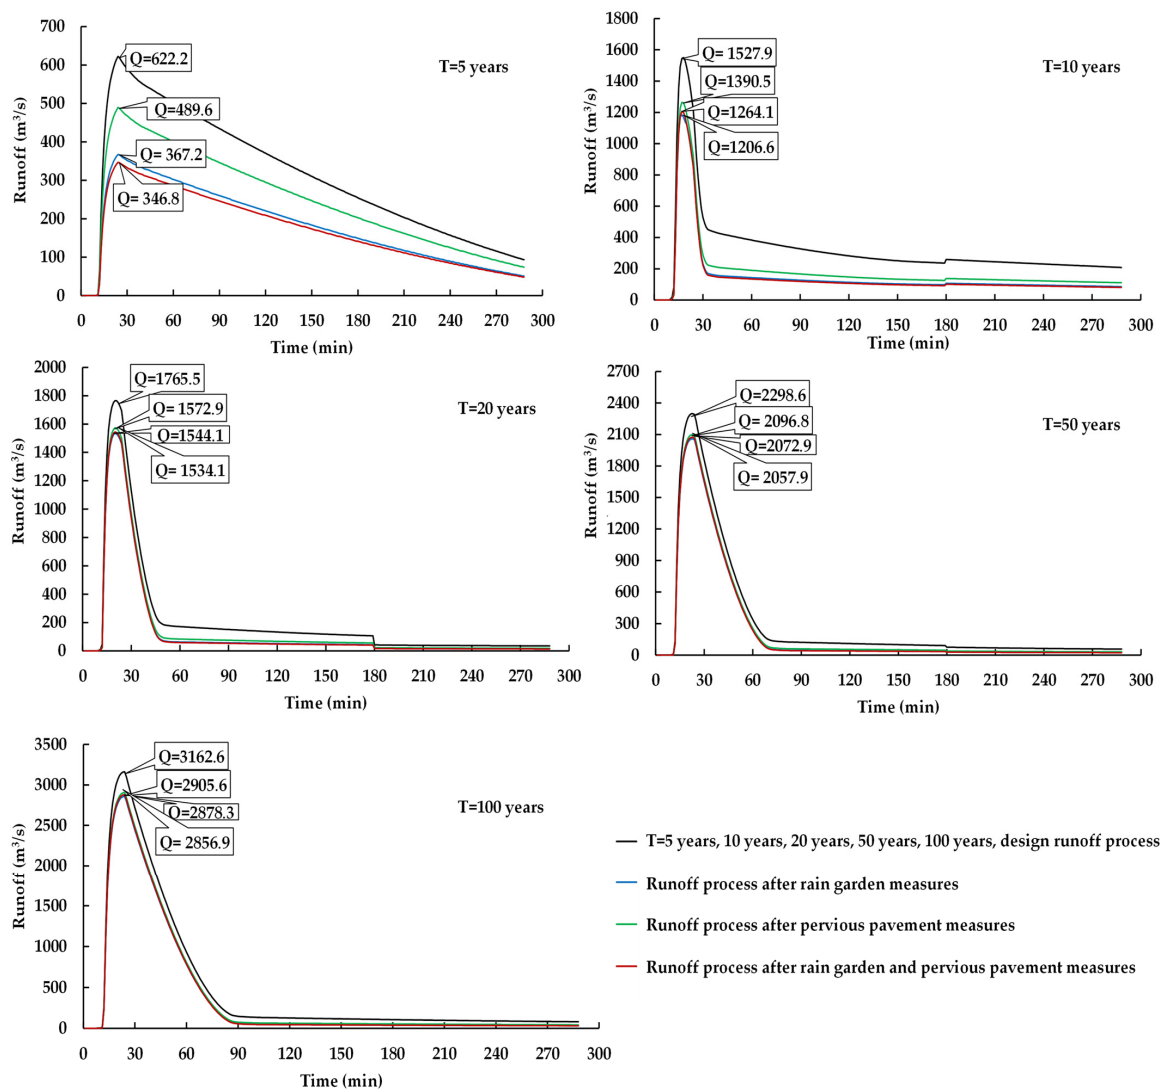 700
600
500
400
300
200
100
0
Runoff (m³/s)
Q=622.2
Q=489.6
Q= 367.2
Q= 346.8
T=5 years
0 30 60 90 120 150 180 210 240 270 300
Time (min)
1800
1600
1400
1200
1000
800
600
400
200
0
Runoff (m³/s)
Q= 1527.9
Q= 1390.5
Q= 1264.1
Q= 1206.6
T=10 years
0 30 60 90 120 150 180 210 240 270 300
Time (min)
2000
1800
1600
1400
1200
1000
800
600
400
200
0
Runoff (m³/s)
Q=1765.5
Q= 1572.9
Q=1544.1
Q= 1534.1
T=20 years
0 30 60 90 120 150 180 210 240 270 300
Time (min)
2700
2400
2100
1800
1500
1200
900
600
300
0
Runoff (m³/s)
Q=2298.6
Q= 2096.8
Q=2072.9
Q= 2057.9
T=50 years
0 30 60 90 120 150 180 210 240 270 300
Time (min)
3500
3000
2500
2000
1500
1000
500
0
Runoff (m³/s)
Q=3162.6
Q=2905.6
Q=2878.3
Q= 2856.9
T=100 years
0 30 60 90 120 150 180 210 240 270 300
Time (min)
T=5 years, 10 years, 20 years, 50 years, 100 years, design runoff process
Runoff process after rain garden measures
Runoff process after pervious pavement measures
Runoff process after rain garden and pervious pavement measures